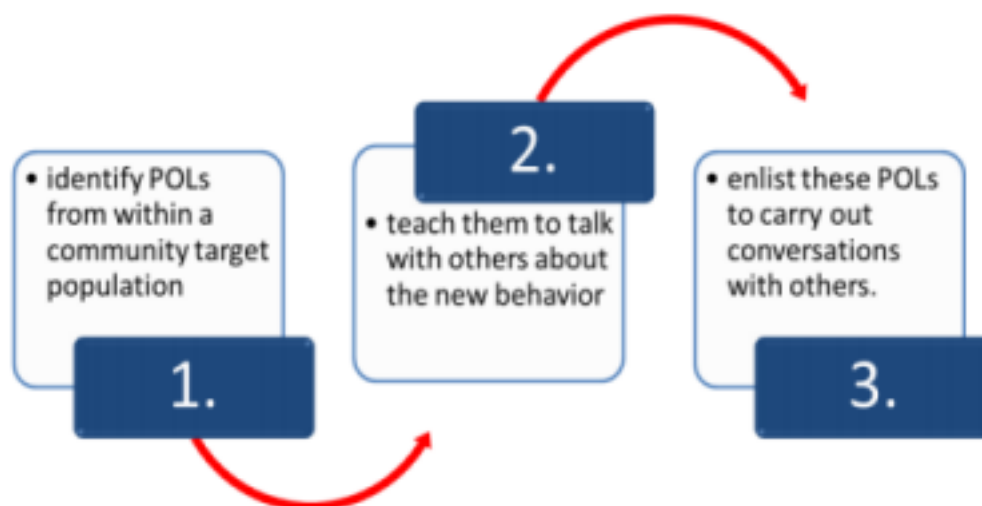 • identify POLs
from within a
community target
population
1.
2.
• teach them to talk
with others about
the new behavior
• enlist these POLs
to carry out
conversations
with others.
3.